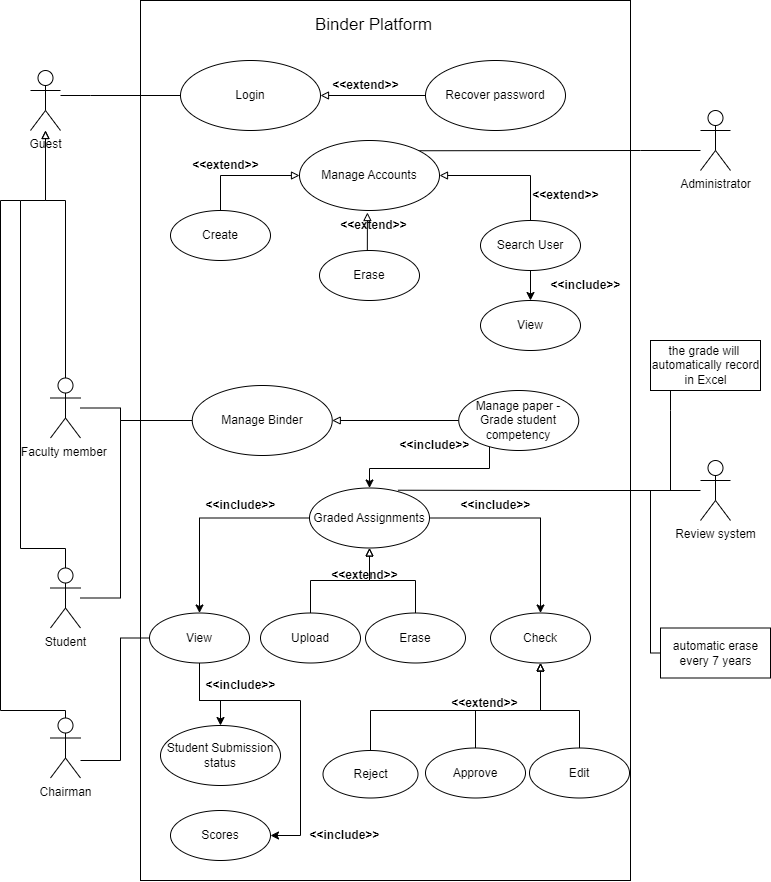 Binder Platform
Login
<<extend>>
Recover password
Guest
<<extend>>
Manage Accounts
Administrator
<<extend>>
Create
<<extend>>
Search User
Erase
<<include>>
View
the grade will
automatically record
in Excel
Manage Binder
Manage paper -
Grade student
competency
<<include>>
Faculty member
<<include>>
Graded Assignments
<<include>>
Review system
<<extend>>
Student
View
Upload
Erase
Check
automatic erase
every 7 years
<<include>>
<<extend>>
Student Submission
status
Reject
Approve
Edit
Chairman
Scores
<<include>>